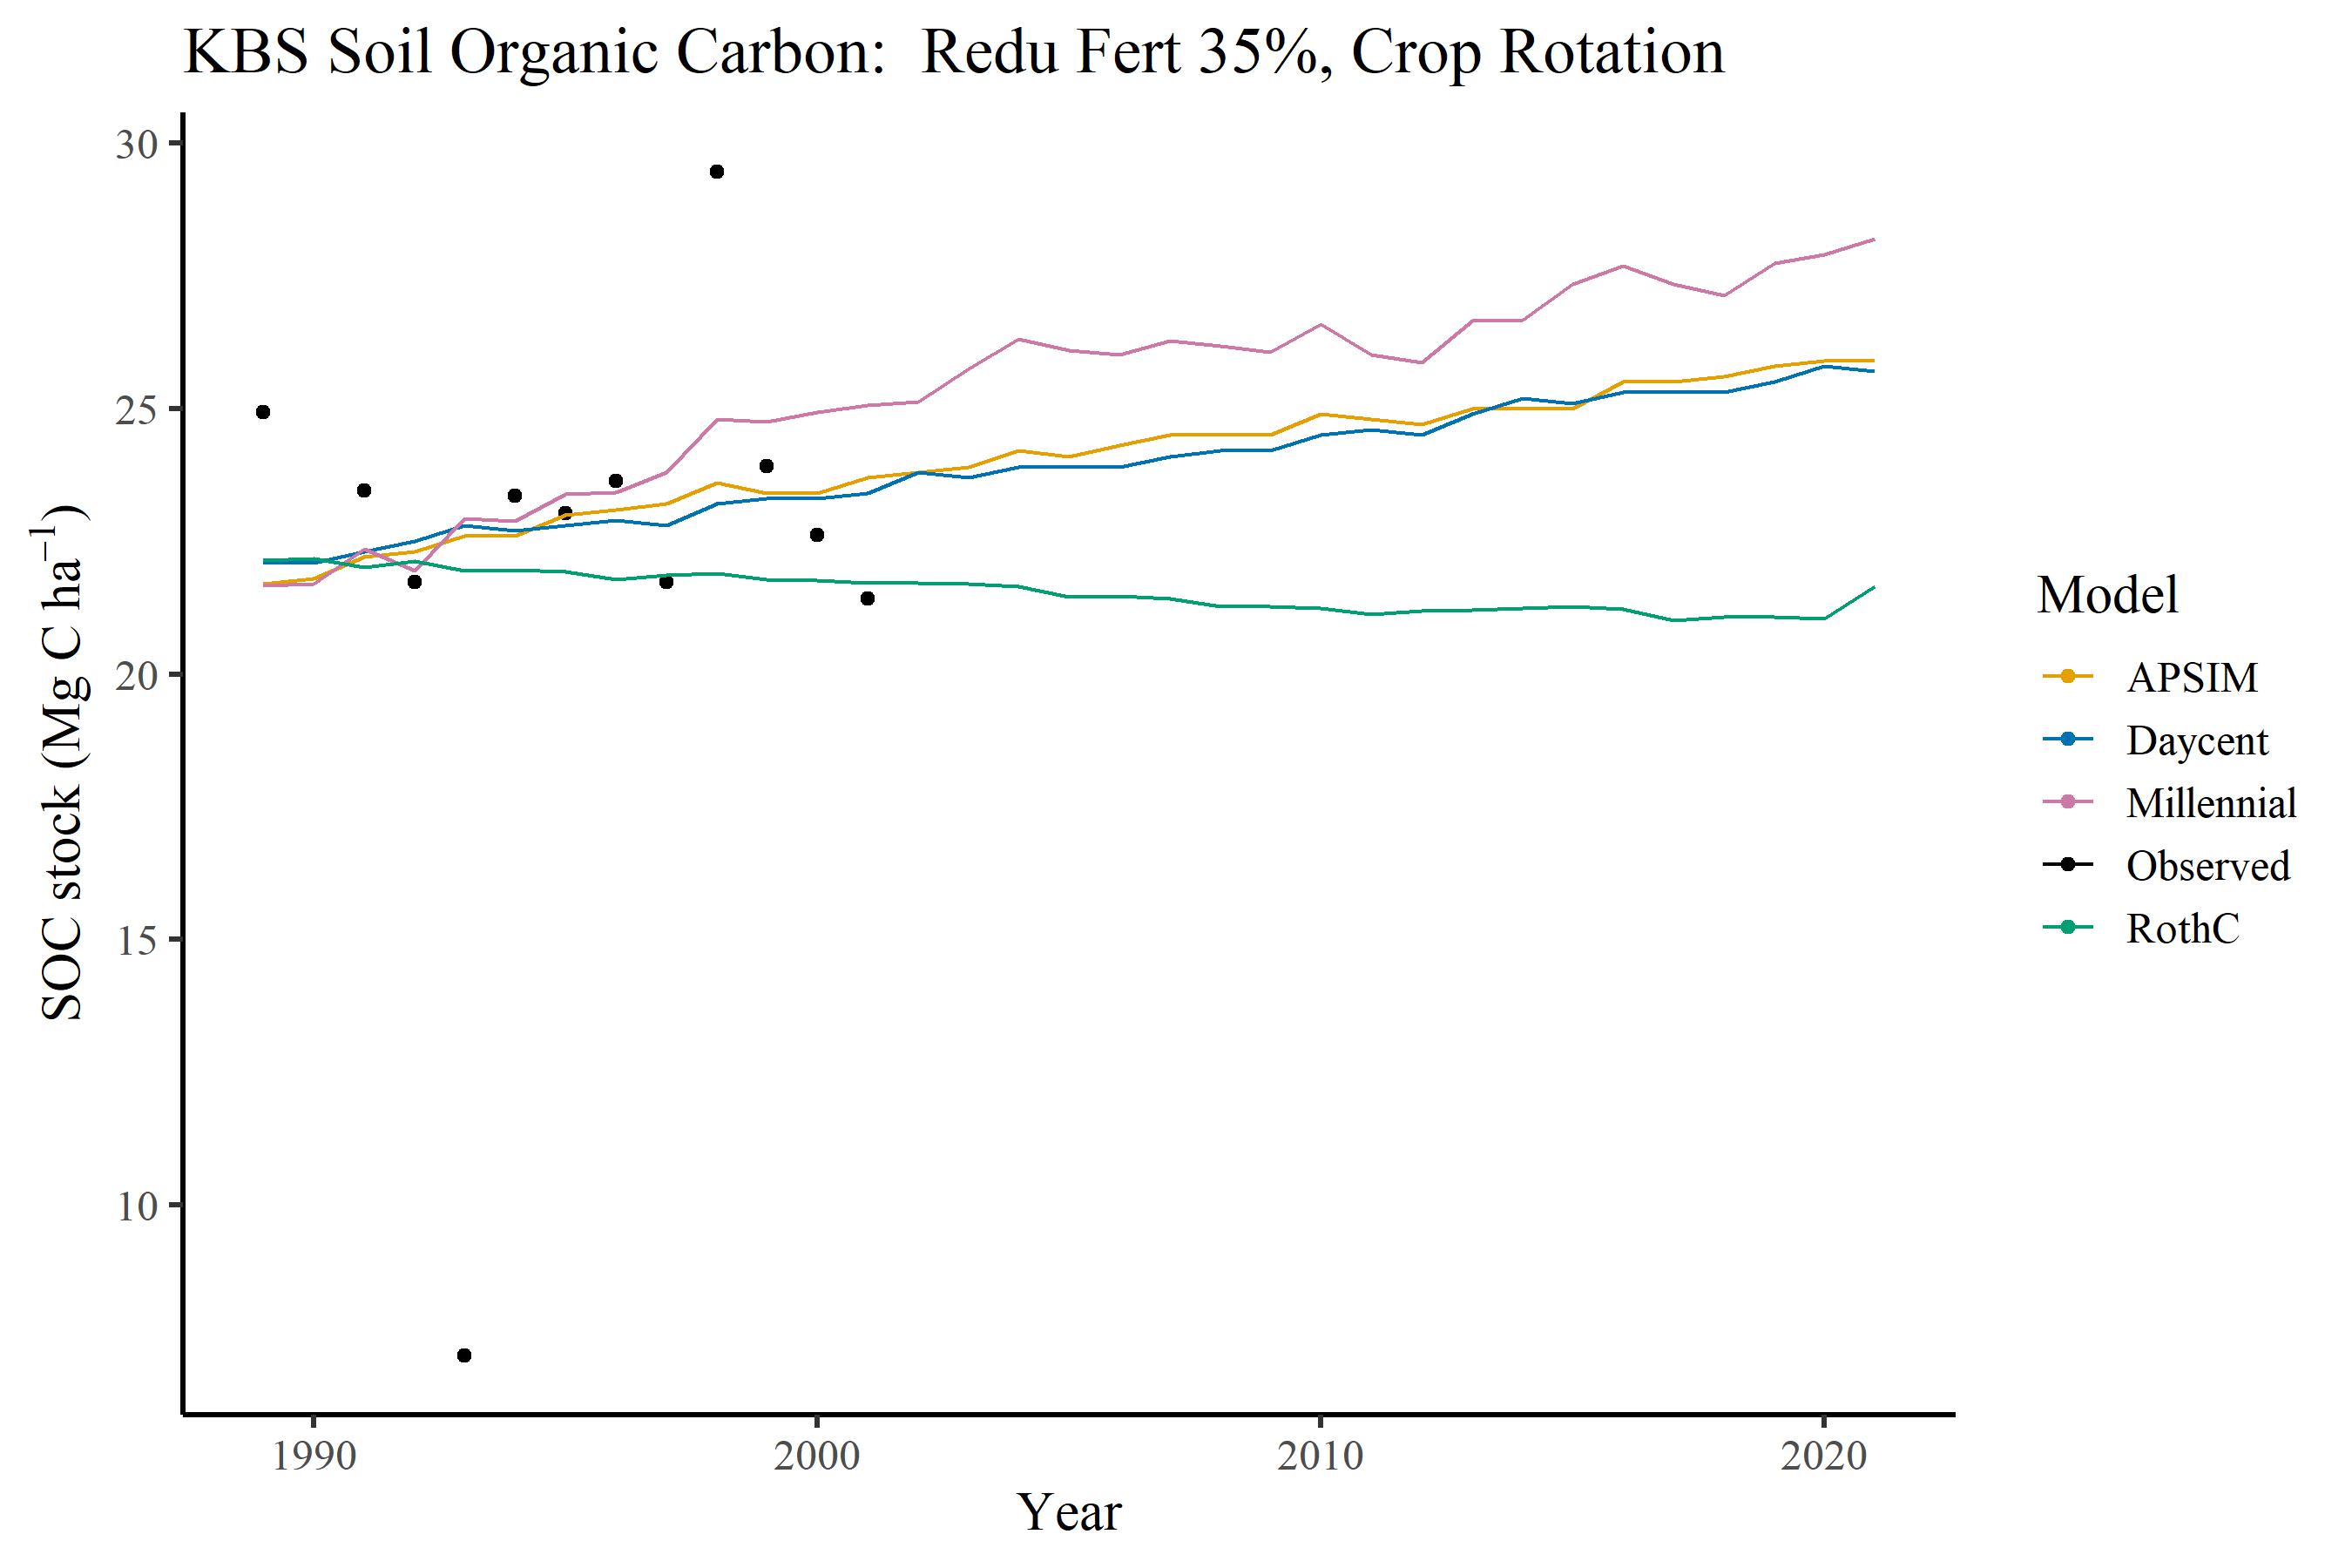 KBS Soil Organic Carbon:  Redu Fert 35%, Crop Rotation
SOC stock (Mg C ha⁻¹)
30
25
20
15
10
1990 2000 2010 2020
Year
Model
APSIM
Daycent
Millennial
Observed
RothC